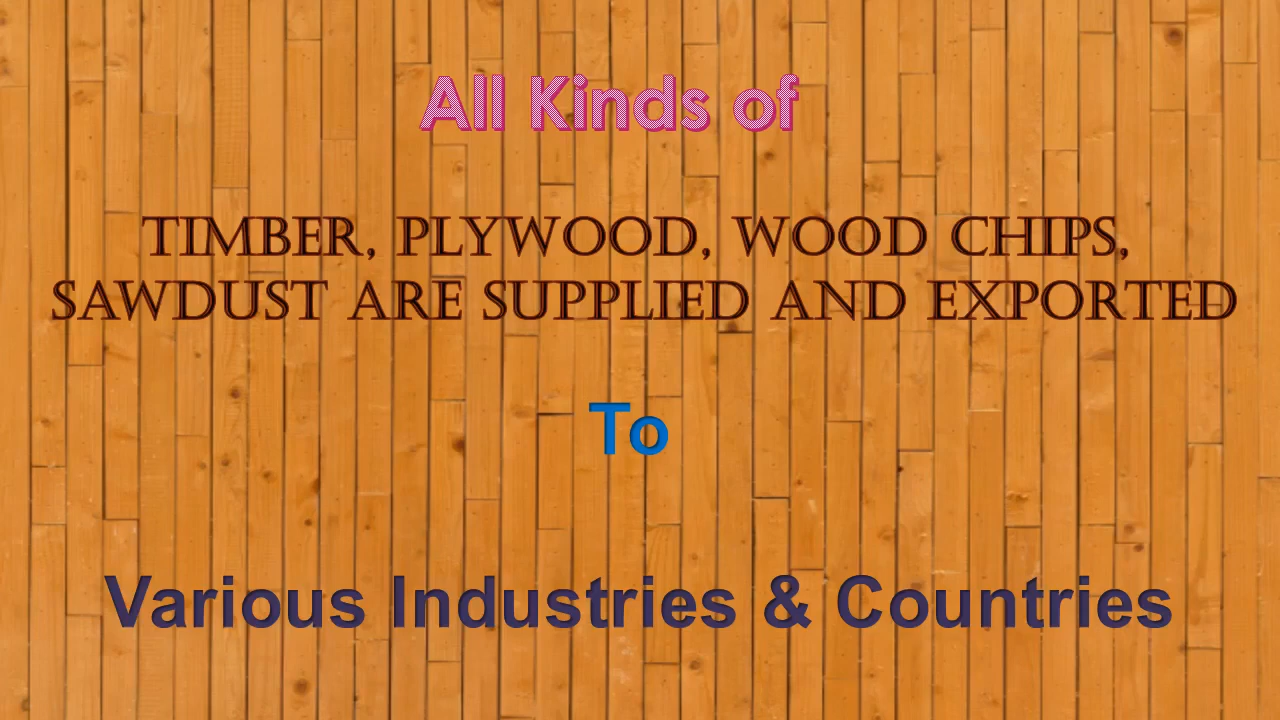 All Kinds of
TIMBER, PLYWOOD, WOOD CHIPS,
SAWDUST ARE SUPPLIED AND EXPORTED
To
Various Industries & Countries